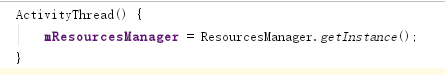 ActivityThread() {
mResourcesManager = ResourcesManager.getInstance();
}